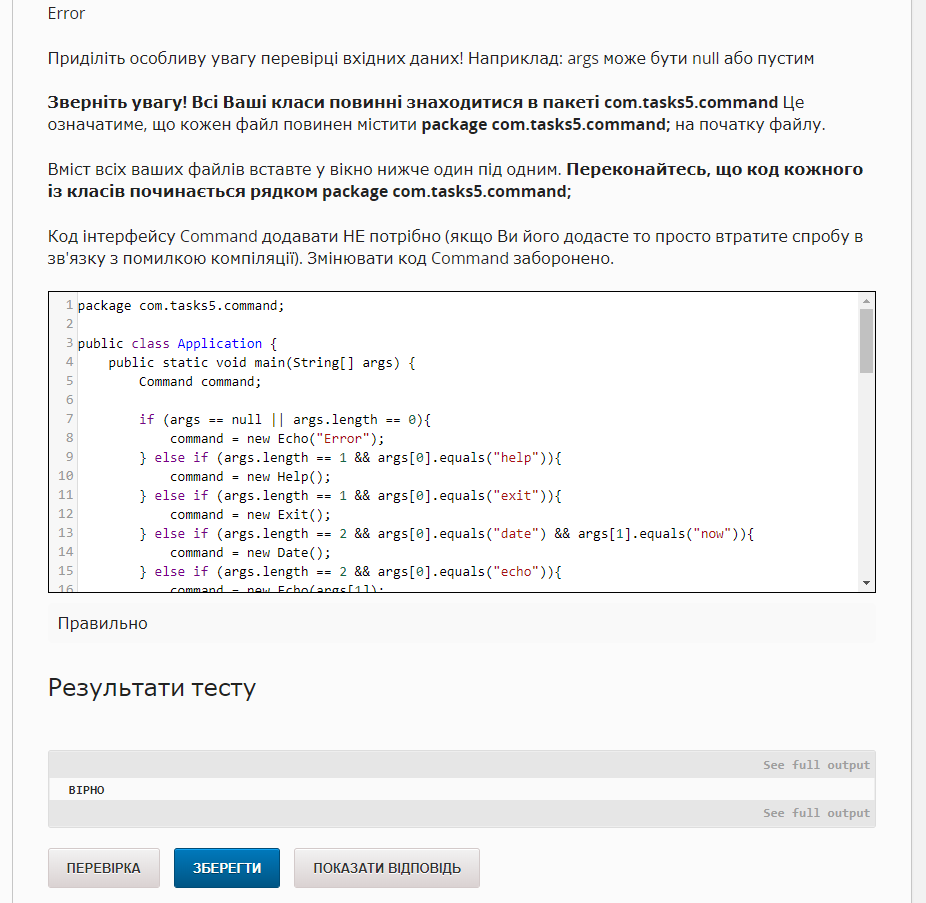 Error
Приділіть особливу увагу перевірці вхідних даних! Наприклад: args може бути null або пустим
Зверніть увагу! Всі Ваші класи повинні знаходитися в пакеті com.tasks5.command Це
означатиме, що кожен файл повинен містити package com.tasks5.command; на початку файлу.
Вміст всіх ваших файлів вставте у вікно нижче один під одним. Переконайтесь, що код кожного
із класів починається рядком package com.tasks5.command;
Код інтерфейсу Command додавати НЕ потрібно (якщо Ви його додасте то просто втратите спробу в
зв'язку з помилкою компіляції). Змінювати код Command заборонено.
1 package com.tasks5.command;
2
3 public class Application {
4     public static void main(String[] args) {
5         Command command;
6
7         if (args == null || args.length == 0){
8             command = new Echo("Error");
9         } else if (args.length == 1 && args[0].equals("help")){
10             command = new Help();
11         } else if (args.length == 1 && args[0].equals("exit")){
12             command = new Exit();
13         } else if (args.length == 2 && args[0].equals("date") && args[1].equals("now")){
14             command = new Date();
15         } else if (args.length == 2 && args[0].equals("echo")){
16             command = new Echo(args[1]);
Правильно
Результати тесту
See full output
ВІРНО
See full output
ПЕРЕВІРКА ЗБЕРЕГТИ ПОКАЗАТИ ВІДПОВІДЬ